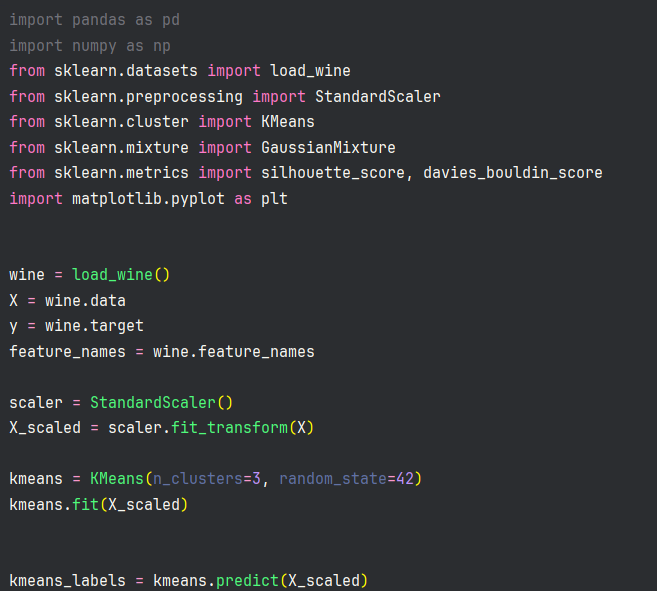 import pandas as pd
import numpy as np
from sklearn.datasets import load_wine
from sklearn.preprocessing import StandardScaler
from sklearn.cluster import KMeans
from sklearn.mixture import GaussianMixture
from sklearn.metrics import silhouette_score, davies_bouldin_score
import matplotlib.pyplot as plt
wine = load_wine()
X = wine.data
y = wine.target
feature_names = wine.feature_names
scaler = StandardScaler()
X_scaled = scaler.fit_transform(X)
kmeans = KMeans(n_clusters=3, random_state=42)
kmeans.fit(X_scaled)
kmeans_labels = kmeans.predict(X_scaled)